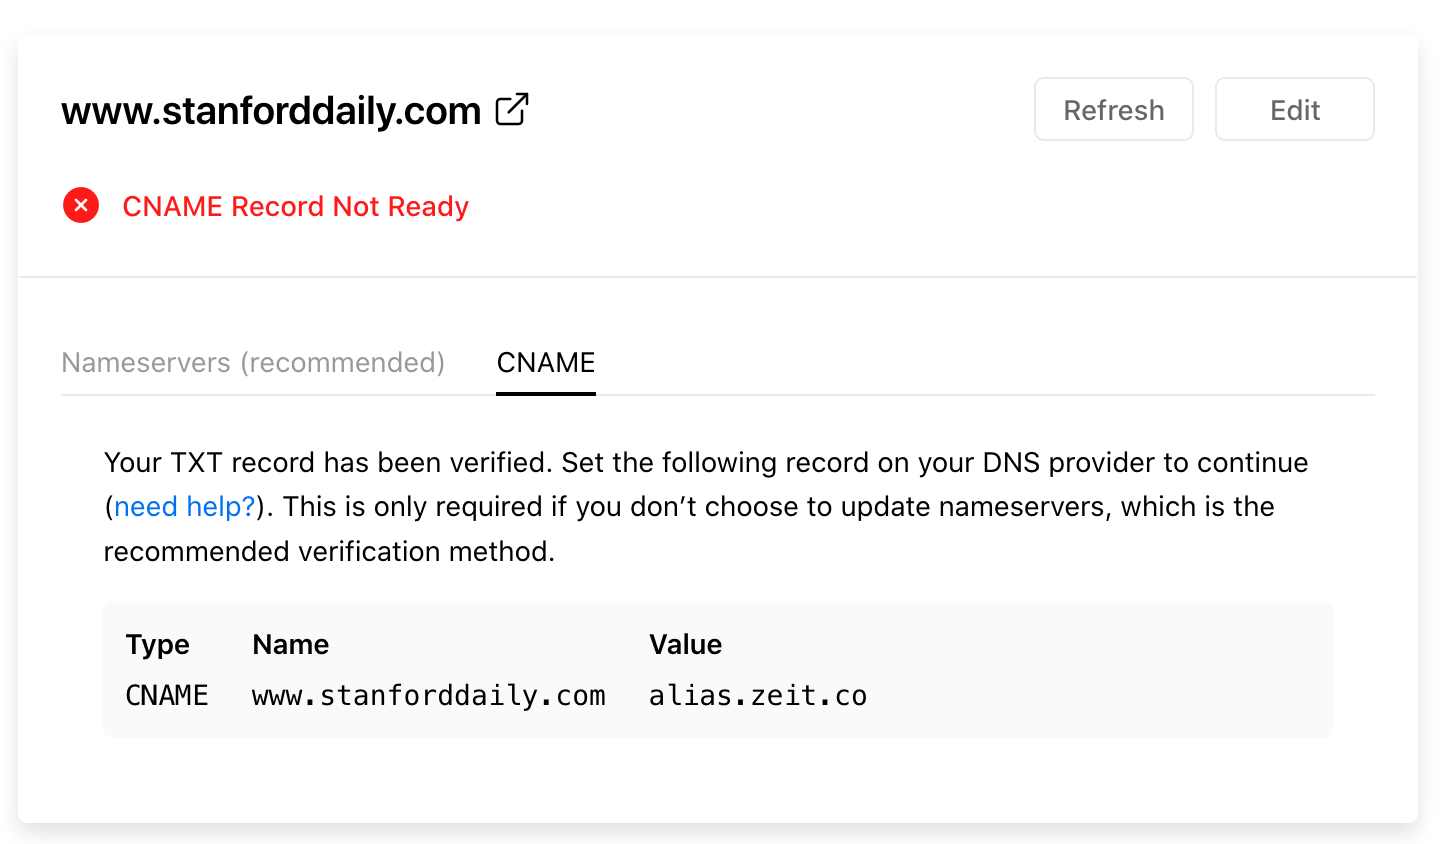 www.stanforddaily.com
Refresh
Edit
CNAME Record Not Ready
Nameservers (recommended)
CNAME
Your TXT record has been verified. Set the following record on your DNS provider to continue
(need help?). This is only required if you don’t choose to update nameservers, which is the
recommended verification method.
Type Name Value
CNAME www.stanforddaily.com alias.zeit.co